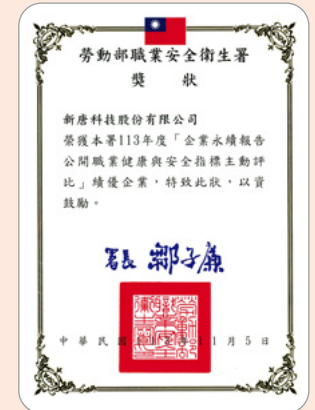 勞動部職業安全衛生署
獎狀
新唐科技股份有限公司
榮獲本署113年度「企業永續報告
公開職業健康與安全指標主動評
比」績優企業,特致此狀,以資
鼓勵。
署長 鄒子廉
中華民國 11月5日